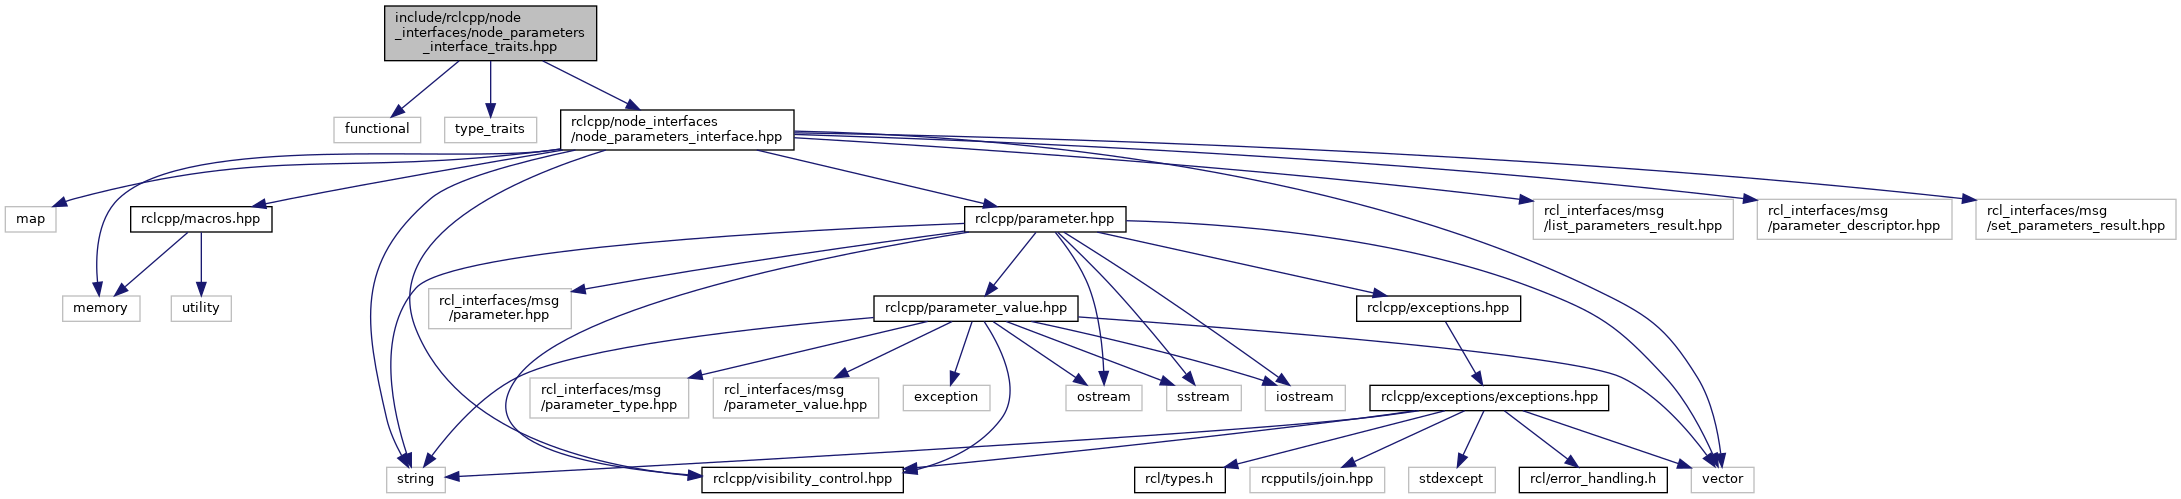 include/rclcpp/node
_interfaces/node_parameters
_interface_traits.hpp
functional
type_traits
rclcpp/node_interfaces
/node_parameters_interface.hpp
map
rclcpp/macros.hpp
rclcpp/parameter.hpp
rcl_interfaces/msg
/list_parameters_result.hpp
rcl_interfaces/msg
/parameter_descriptor.hpp
rcl_interfaces/msg
/set_parameters_result.hpp
memory
utility
rcl_interfaces/msg
/parameter.hpp
rclcpp/parameter_value.hpp
rclcpp/exceptions.hpp
rcl_interfaces/msg
/parameter_type.hpp
rcl_interfaces/msg
/parameter_value.hpp
exception
ostream
sstream
iostream
rclcpp/exceptions/exceptions.hpp
string
rclcpp/visibility_control.hpp
rcl/types.h
rcpputils/join.hpp
stdexcept
rcl/error_handling.h
vector